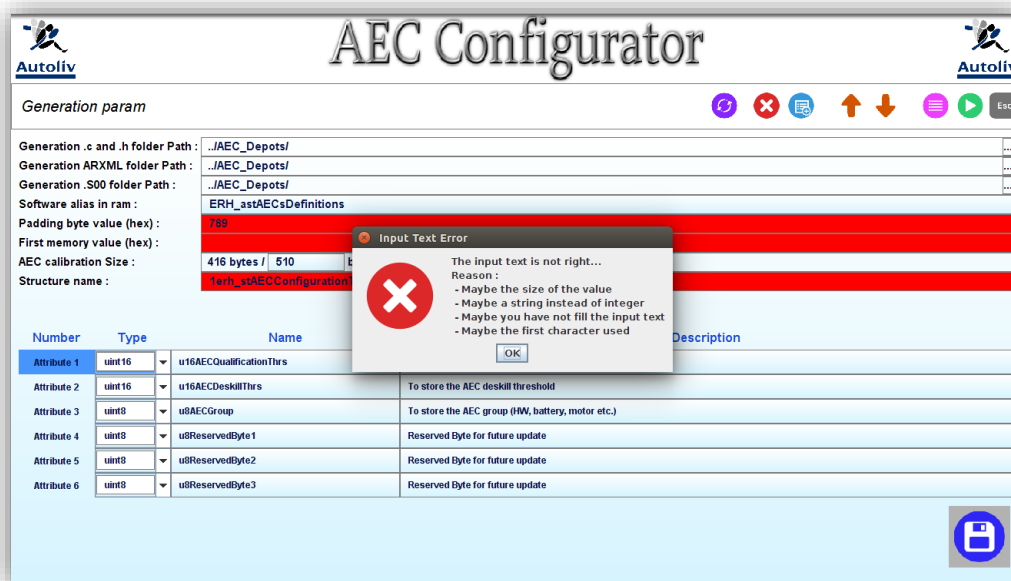 AEC Configurator
Autoliv
Autoliv
Generation param
Esc
Generation .c and .h folder Path : ../AEC_Depots/ ...
Generation ARXML folder Path : ../AEC_Depots/ ...
Generation .S00 folder Path : ../AEC_Depots/ ...
Software alias in ram : ERH_astAECsDefinitions
Padding byte value (hex) : 789
First memory value (hex) :
AEC calibration Size : 416 bytes / 510 b
Structure name : 1erh_stAECConfiguration
Input Text Error
The input text is not right...
Reason :
- Maybe the size of the value
- Maybe a string instead of integer
- Maybe you have not fill the input text
- Maybe the first character used
OK
Number Type Name Description
Attribute 1 uint16 u16AECQualificationThrs
Attribute 2 uint16 u16AECDeskillThrs To store the AEC deskill threshold
Attribute 3 uint8 u8AECGroup To store the AEC group (HW, battery, motor etc.)
Attribute 4 uint8 u8ReservedByte1 Reserved Byte for future update
Attribute 5 uint8 u8ReservedByte2 Reserved Byte for future update
Attribute 6 uint8 u8ReservedByte3 Reserved Byte for future update